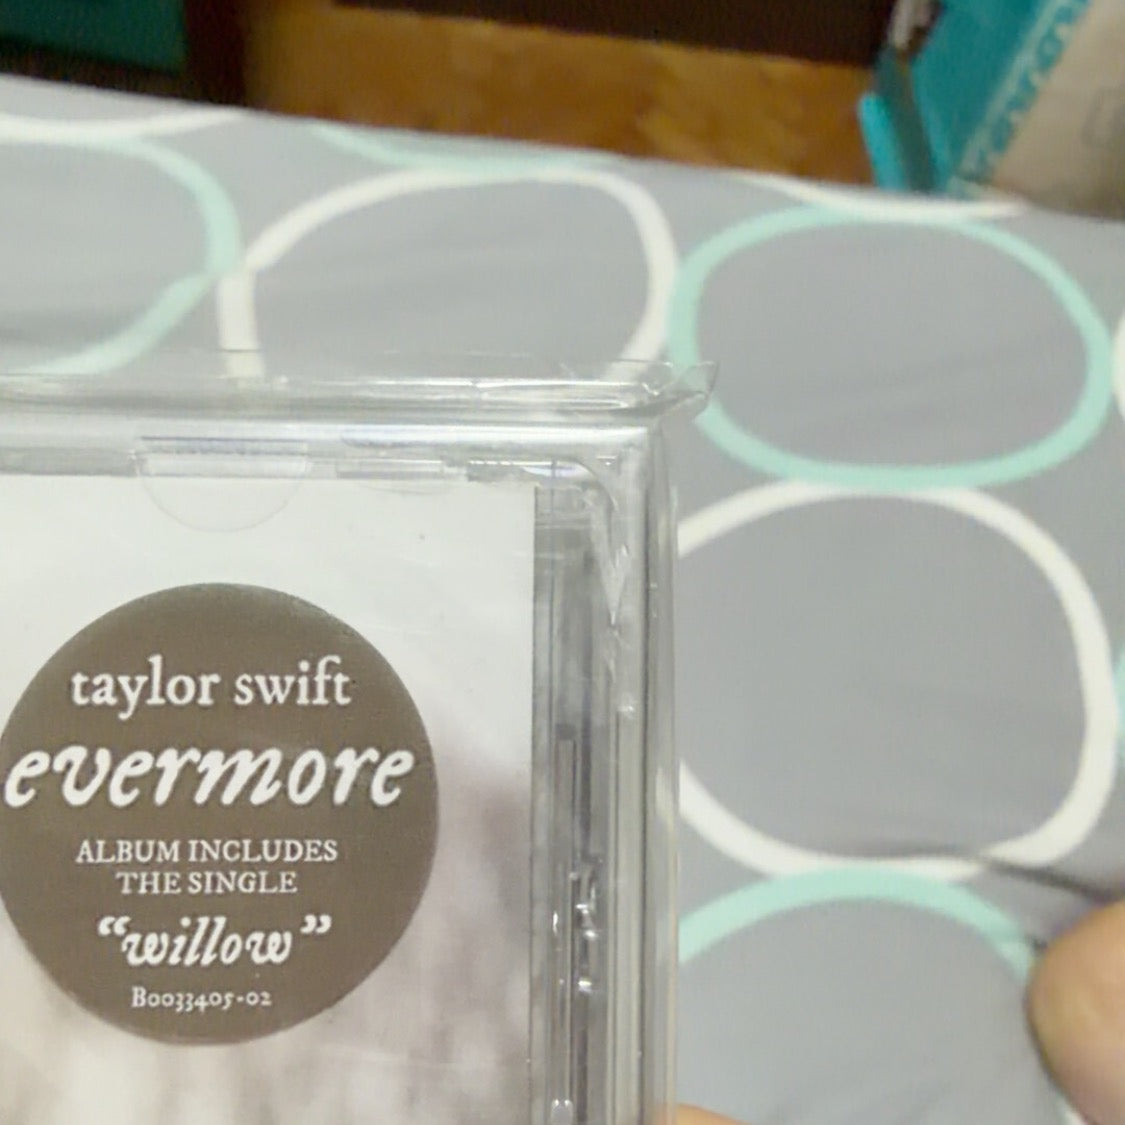 taylor swift
evermore
ALBUM INCLUDES
THE SINGLE
“willow”
B0033405-02